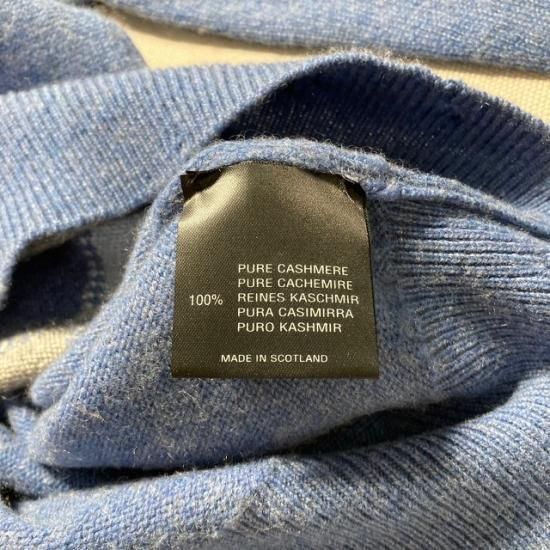 PURE CASHMERE
PURE CACHEMIRE
100% REINES KASCHMIR
PURA CASIMIRRA
PURO KASHMIR
MADE IN SCOTLAND